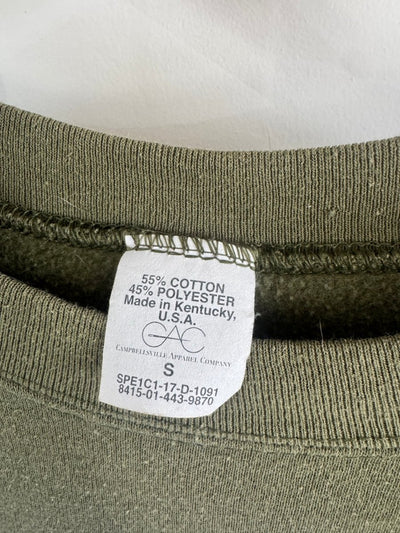 55% COTTON
45% POLYESTER
Made in Kentucky,
U.S.A.
CAC
CAMPBELLSVILLE APPAREL COMPANY
S
SPE1C1-17-D-1091
8415-01-443-9870